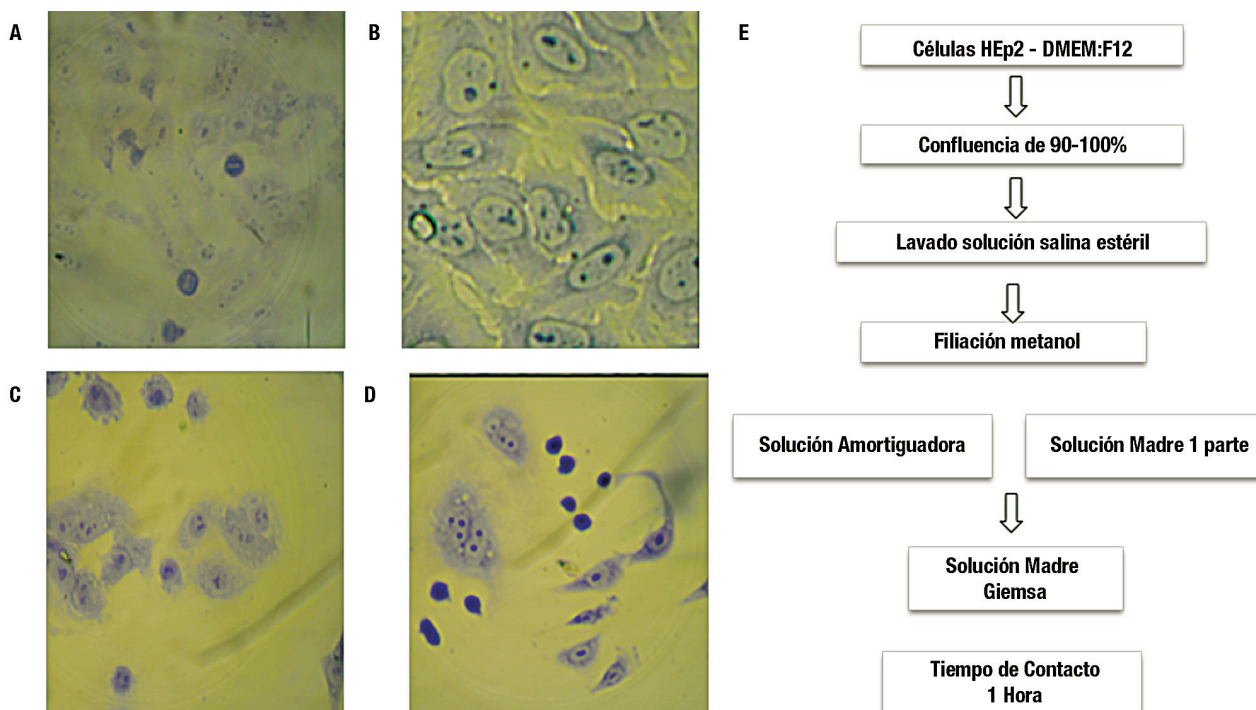 A
B
E
Células HEp2 - DMEM:F12
Confluencia de 90-100%
Lavado solución salina estéril
Filiación metanol
C
D
Solución Amortiguadora
Solución Madre 1 parte
Solución Madre
Giemsa
Tiempo de Contacto
1 Hora